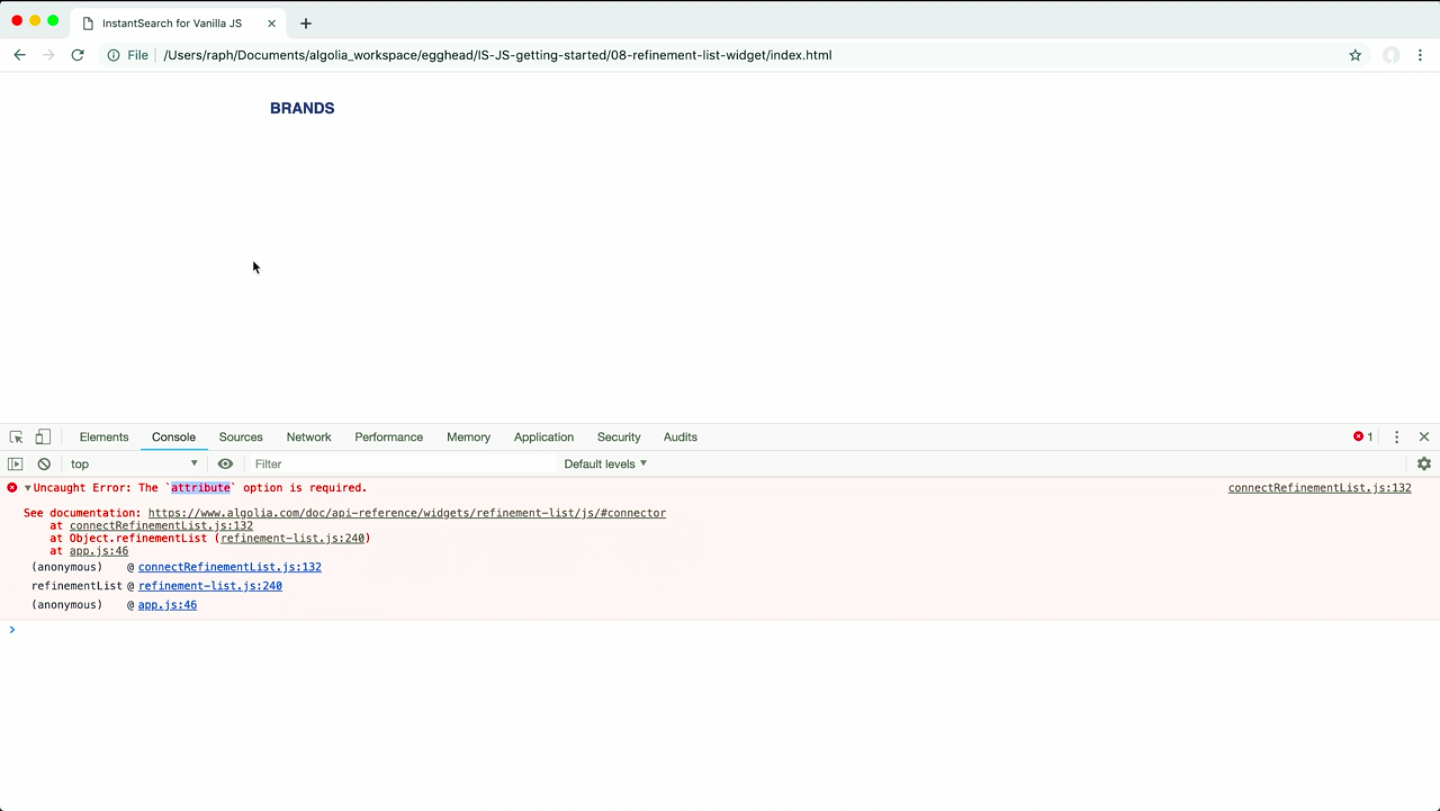 InstantSearch for Vanilla JS
File /Users/raph/Documents/algolia_workspace/egghead/IS-JS-getting-started/08-refinement-list-widget/index.html
BRANDS
Elements Console Sources Network Performance Memory Application Security Audits 1
top Filter Default levels
Uncaught Error: The `attribute` option is required. connectRefinementList.js:132
See documentation: https://www.algolia.com/doc/api-reference/widgets/refinement-list/js/#connector
at connectRefinementList.js:132
at Object.refinementList (refinement-list.js:240)
at app.js:46
(anonymous) @ connectRefinementList.js:132
refinementList @ refinement-list.js:240
(anonymous) @ app.js:46